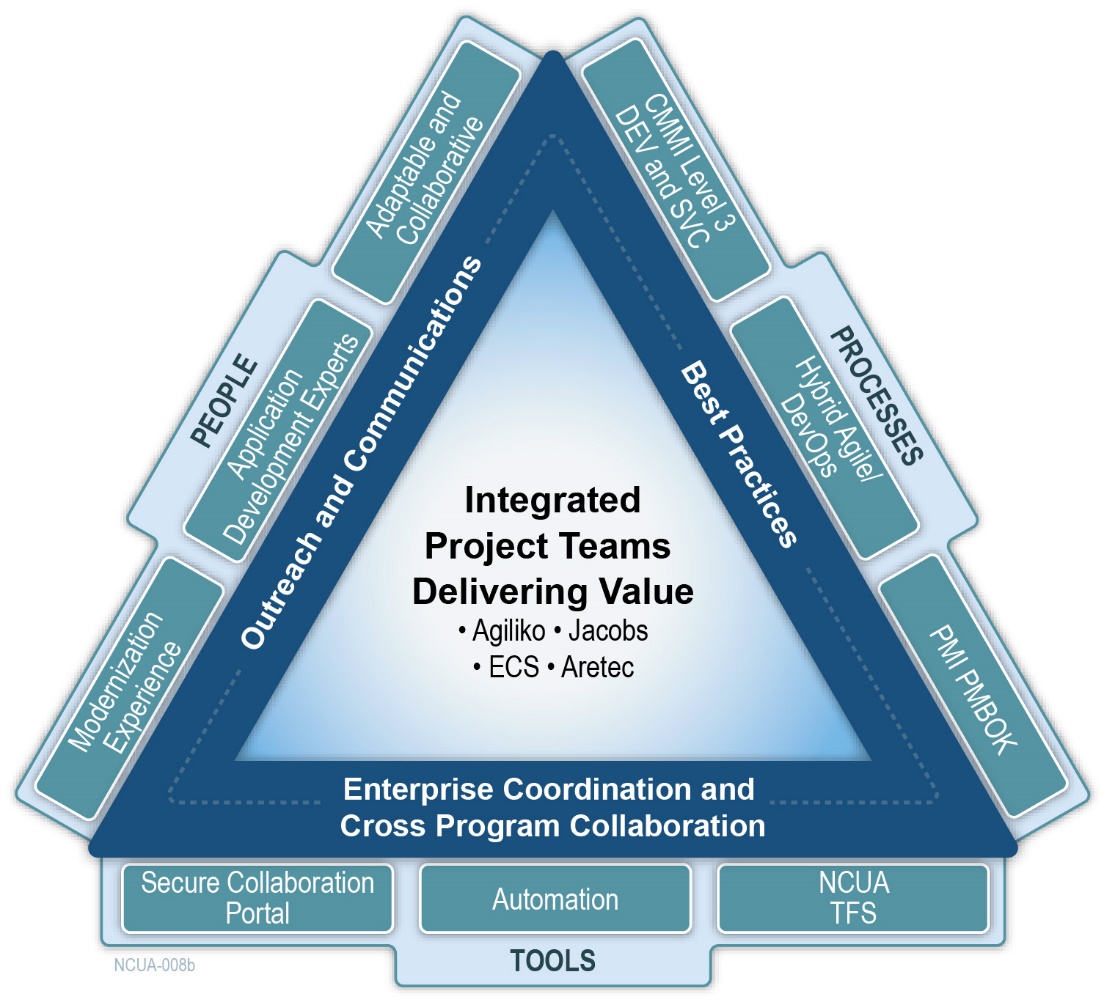 PEOPLE
Adaptable and
Collaborative
Application
Development Experts
Modernization
Experience
Outreach and Communications
PROCESSES
CMMI Level 3
DEV and SVC
Hybrid Agile/
DevOps
PMI PMBOK
Best Practices
Integrated
Project Teams
Delivering Value
• Agiliko • Jacobs
• ECS • Aretec
Enterprise Coordination and
Cross Program Collaboration
Secure Collaboration
Portal
Automation
NCUA
TFS
TOOLS
NCUA-008b